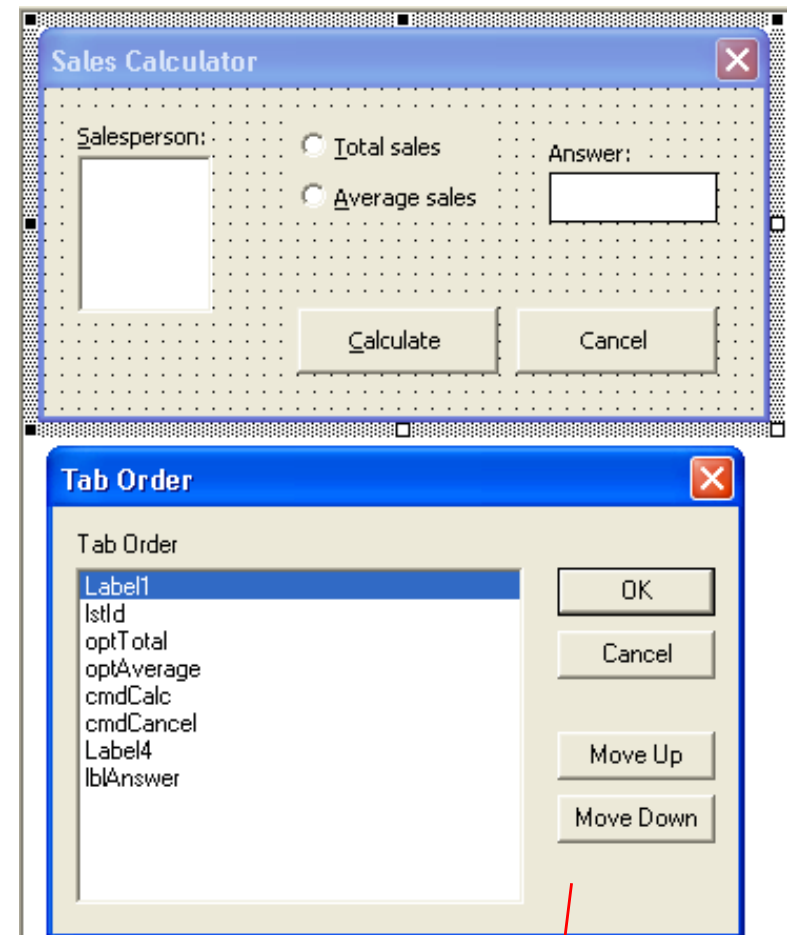 Sales Calculator
Salesperson:
Total sales
Answer:
Average sales
Calculate
Cancel
Tab Order
Tab Order
Label1
lstId
optTotal
optAverage
cmdCalc
cmdCancel
Label4
lblAnswer
OK
Cancel
Move Up
Move Down